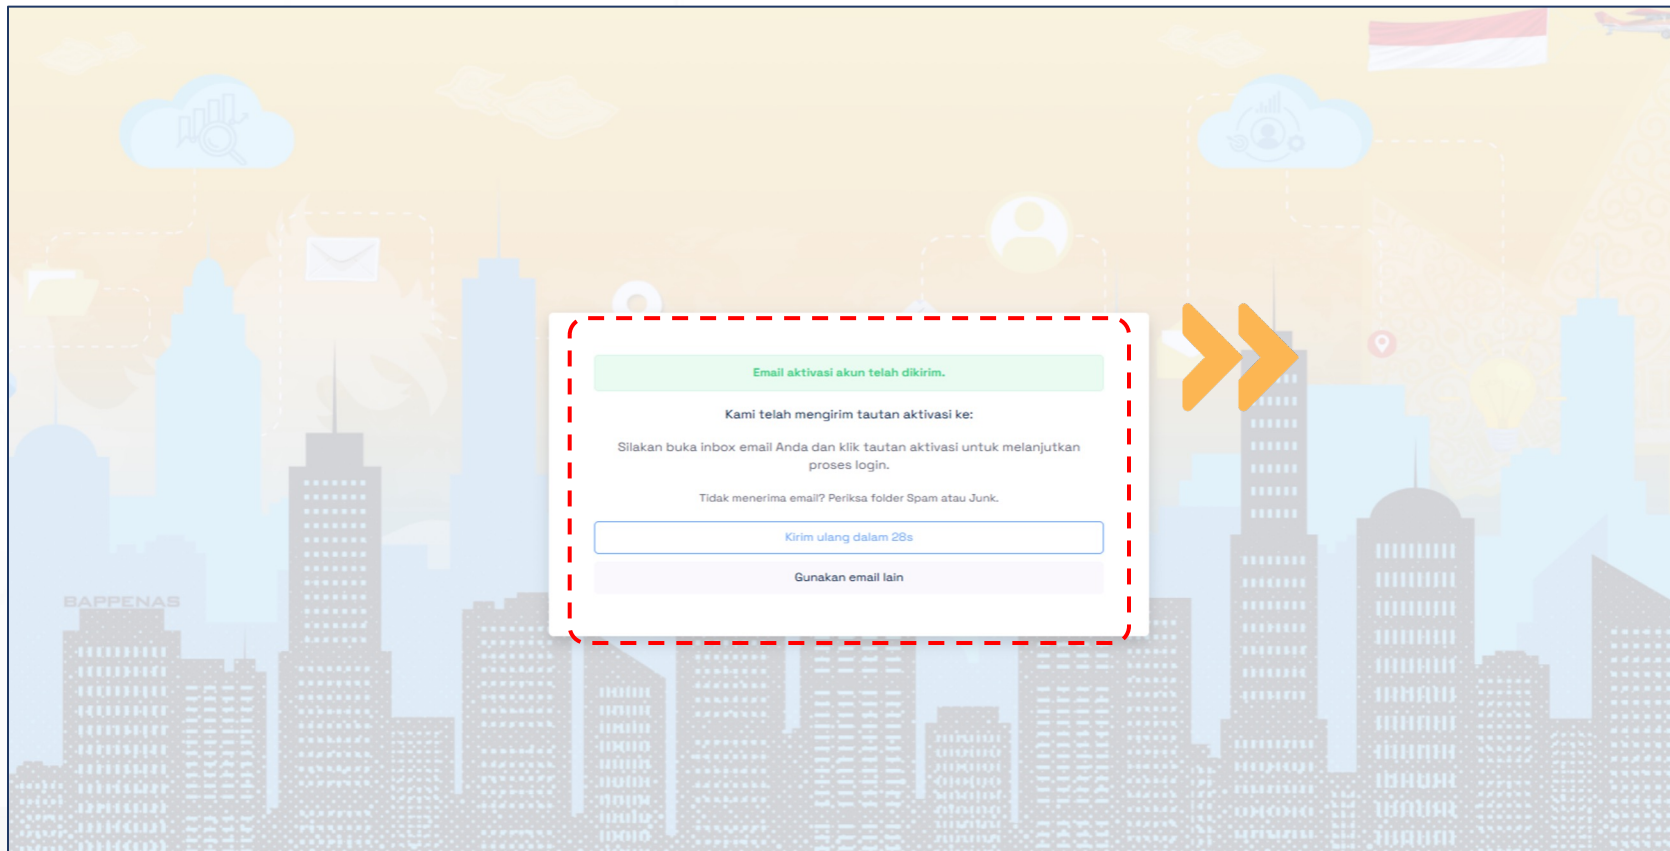 Email aktivasi akun telah dikirim.
Kami telah mengirim tautan aktivasi ke:
Silakan buka inbox email Anda dan klik tautan aktivasi untuk melanjutkan
proses login.
Tidak menerima email? Periksa folder Spam atau Junk.
Kirim ulang dalam 28s
Gunakan email lain
BAPPENAS